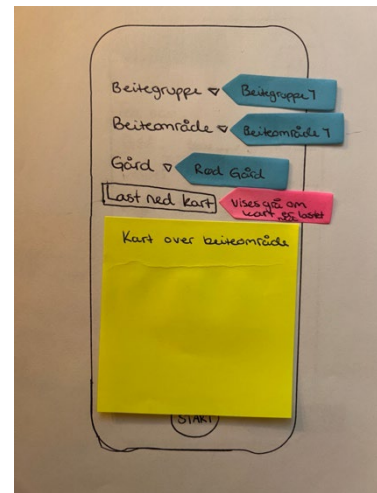 Beitegruppe ▽ Beitegruppe 1
Beiteområde ▽ Beiteområde 1
Gård ▽ Rød Gård
Last ned kart
vises grå om
kart er lastet
ned
Kart over beiteområde
START